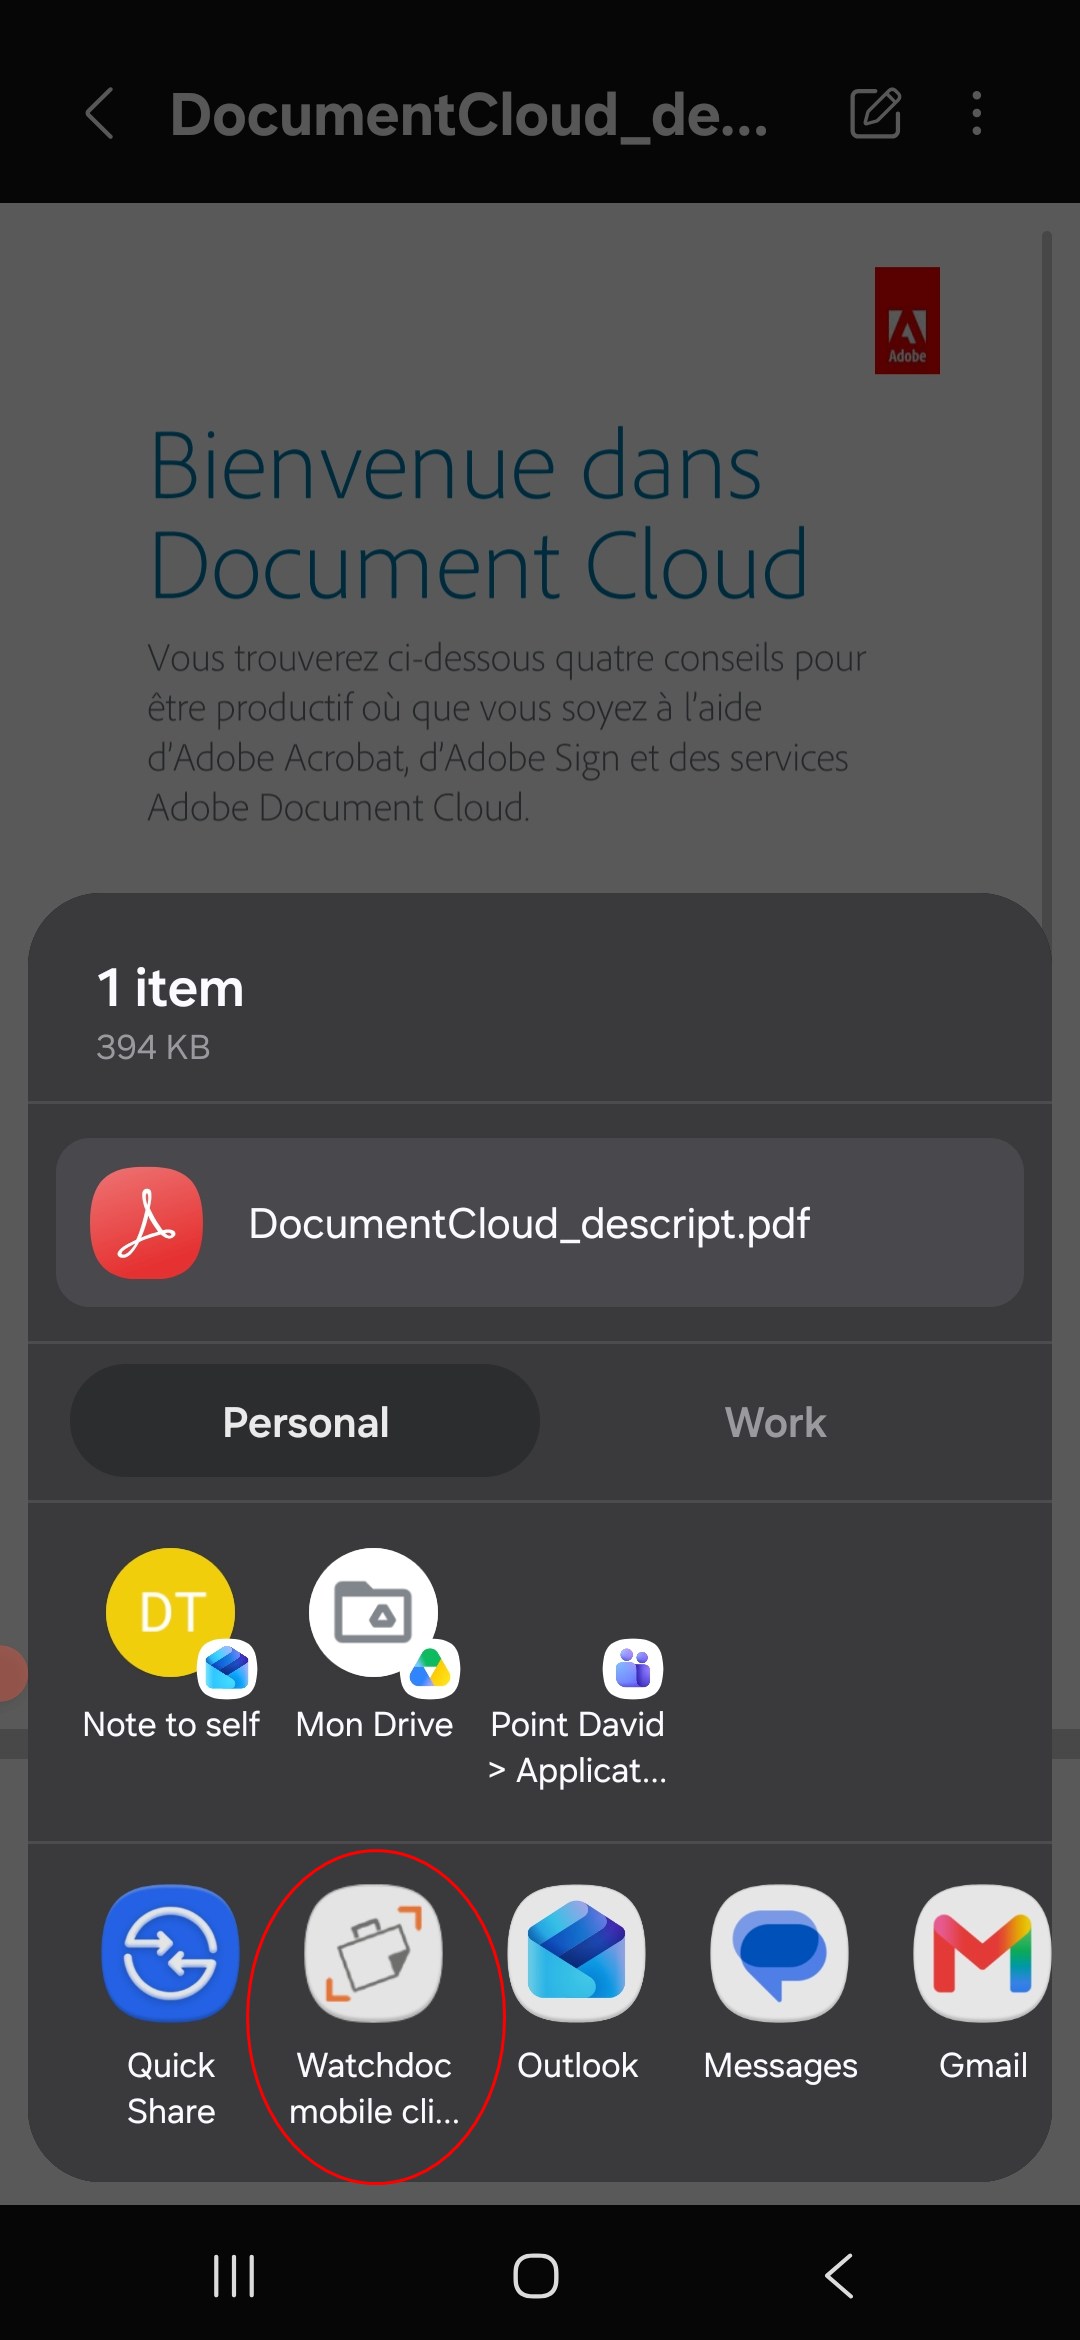 DocumentCloud_de...
Adobe
Bienvenue dans
Document Cloud
Vous trouverez ci-dessous quatre conseils pour
être productif où que vous soyez à l'aide
d'Adobe Acrobat, d'Adobe Sign et des services
Adobe Document Cloud.
1 item
394 KB
DocumentCloud_descript.pdf
Personal
Work
DT
Note to self
Mon Drive
Point David
> Applicat...
Quick
Share
Watchdoc
mobile cli...
Outlook
Messages
Gmail